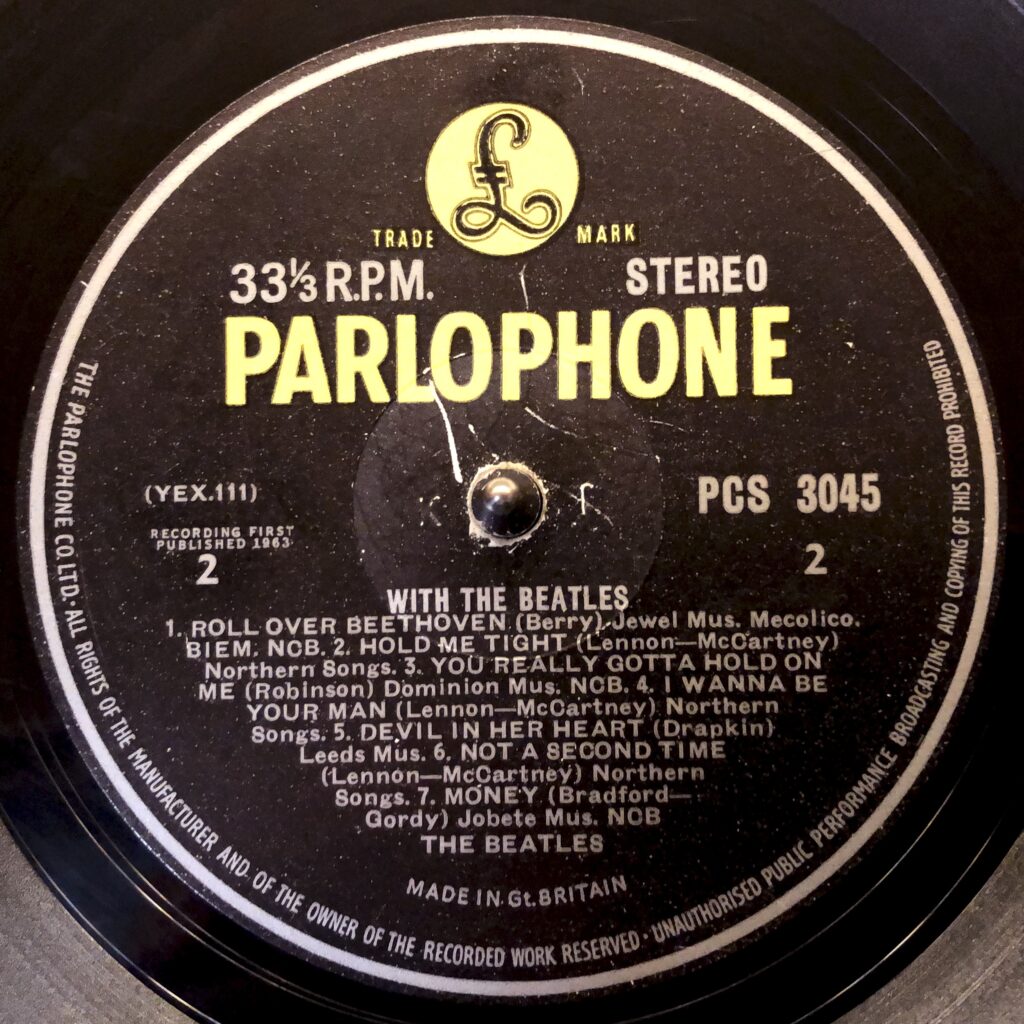 £
TRADE MARK
33⅓ R.P.M. STEREO
PARLOPHONE
(YEX.111) PCS 3045
RECORDING FIRST
PUBLISHED 1963
2 2
WITH THE BEATLES
1. ROLL OVER BEETHOVEN (Berry) Jewel Mus. Mecolico.
BIEM. NCB. 2. HOLD ME TIGHT (Lennon—McCartney)
Northern Songs. 3. YOU REALLY GOTTA HOLD ON
ME (Robinson) Dominion Mus. NCB. 4. I WANNA BE
YOUR MAN (Lennon—McCartney) Northern
Songs. 5. DEVIL IN HER HEART (Drapkin)
Leeds Mus. 6. NOT A SECOND TIME
(Lennon—McCartney) Northern
Songs. 7. MONEY (Bradford—
Gordy) Jobete Mus. NCB
THE BEATLES
MADE IN Gt. BRITAIN
THE PARLOPHONE CO. LTD. · ALL RIGHTS OF THE MANUFACTURER AND OF THE OWNER OF THE RECORDED WORK RESERVED · UNAUTHORISED PUBLIC PERFORMANCE BROADCASTING AND COPYING OF THIS RECORD PROHIBITED